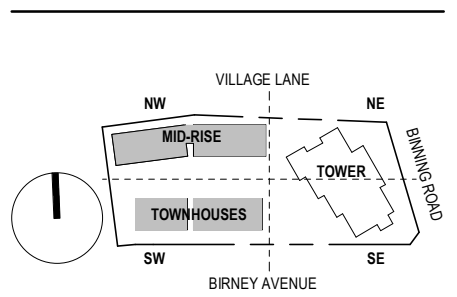 VILLAGE LANE
NW
NE
MID-RISE
BINNING ROAD
TOWER
TOWNHOUSES
SW
SE
BIRNEY AVENUE